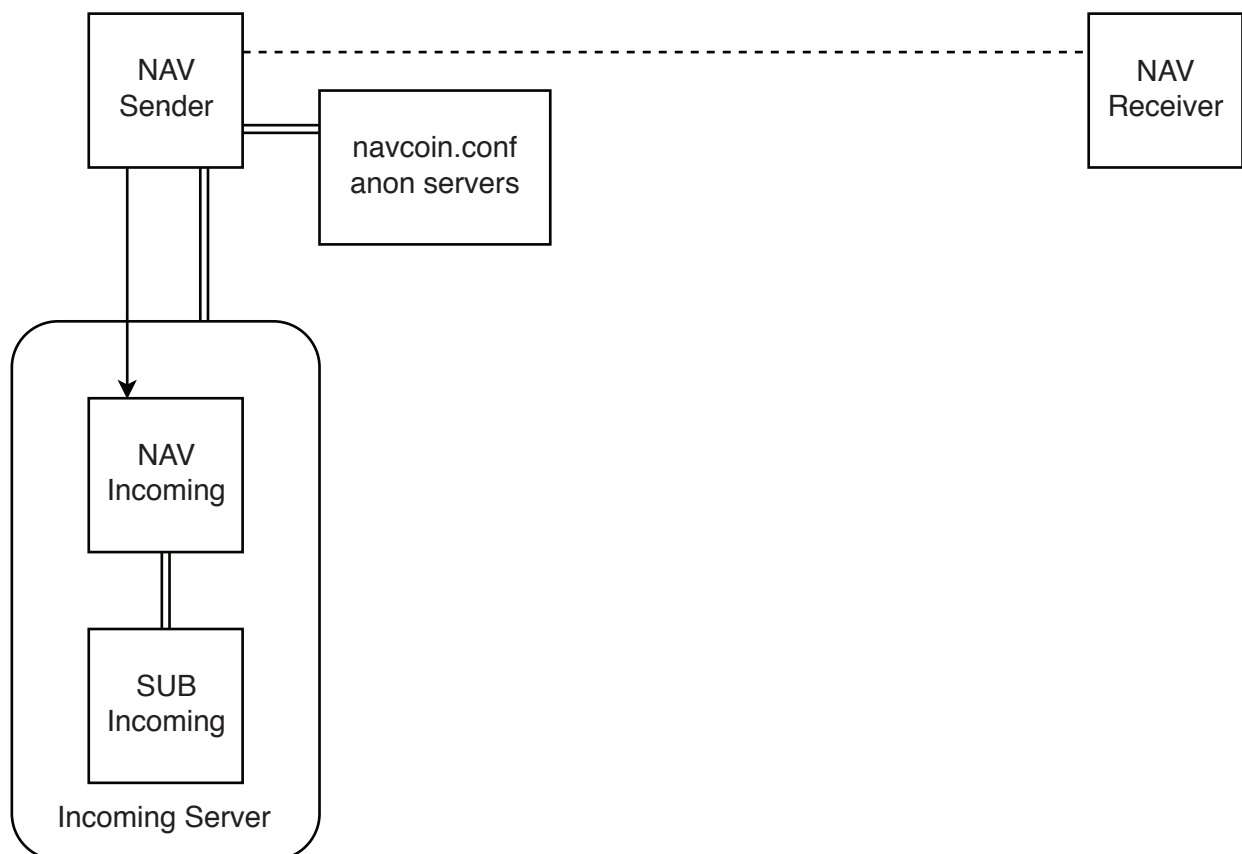 NAV
Sender
NAV
Receiver
navcoin.conf
anon servers
NAV
Incoming
SUB
Incoming
Incoming Server